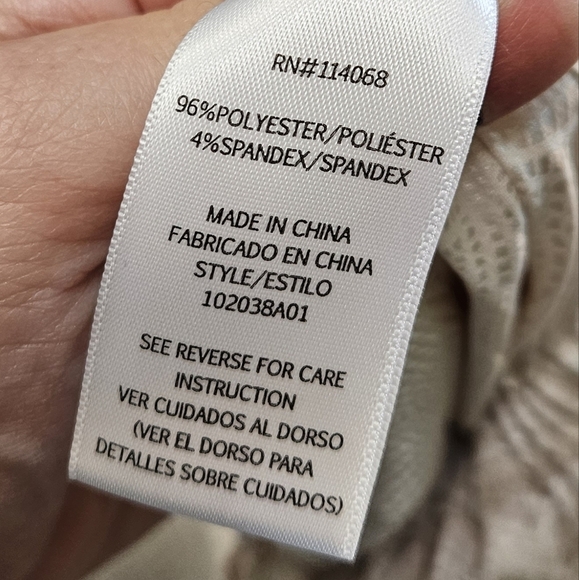 RN#114068
96%POLYESTER/POLIÉSTER
4%SPANDEX/SPANDEX
MADE IN CHINA
FABRICADO EN CHINA
STYLE/ESTILO
102038A01
SEE REVERSE FOR CARE
INSTRUCTION
VER CUIDADOS AL DORSO
(VER EL DORSO PARA
DETALLES SOBRE CUIDADOS)